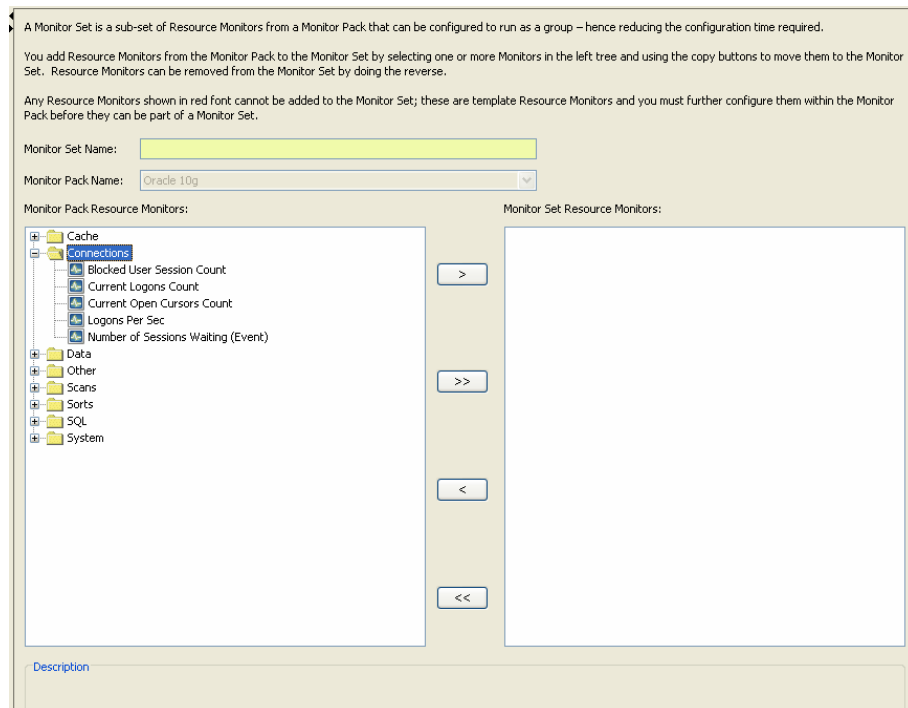 A Monitor Set is a sub-set of Resource Monitors from a Monitor Pack that can be configured to run as a group – hence reducing the configuration time required.
You add Resource Monitors from the Monitor Pack to the Monitor Set by selecting one or more Monitors in the left tree and using the copy buttons to move them to the Monitor
Set. Resource Monitors can be removed from the Monitor Set by doing the reverse.
Any Resource Monitors shown in red font cannot be added to the Monitor Set; these are template Resource Monitors and you must further configure them within the Monitor
Pack before they can be part of a Monitor Set.
Monitor Set Name:
Monitor Pack Name: Oracle 10g
Monitor Pack Resource Monitors:
Monitor Set Resource Monitors:
Cache
Connections
Blocked User Session Count
Current Logons Count
Current Open Cursors Count
Logons Per Sec
Number of Sessions Waiting (Event)
Data
Other
Scans
Sorts
SQL
System
>
>>
<
<<
Description